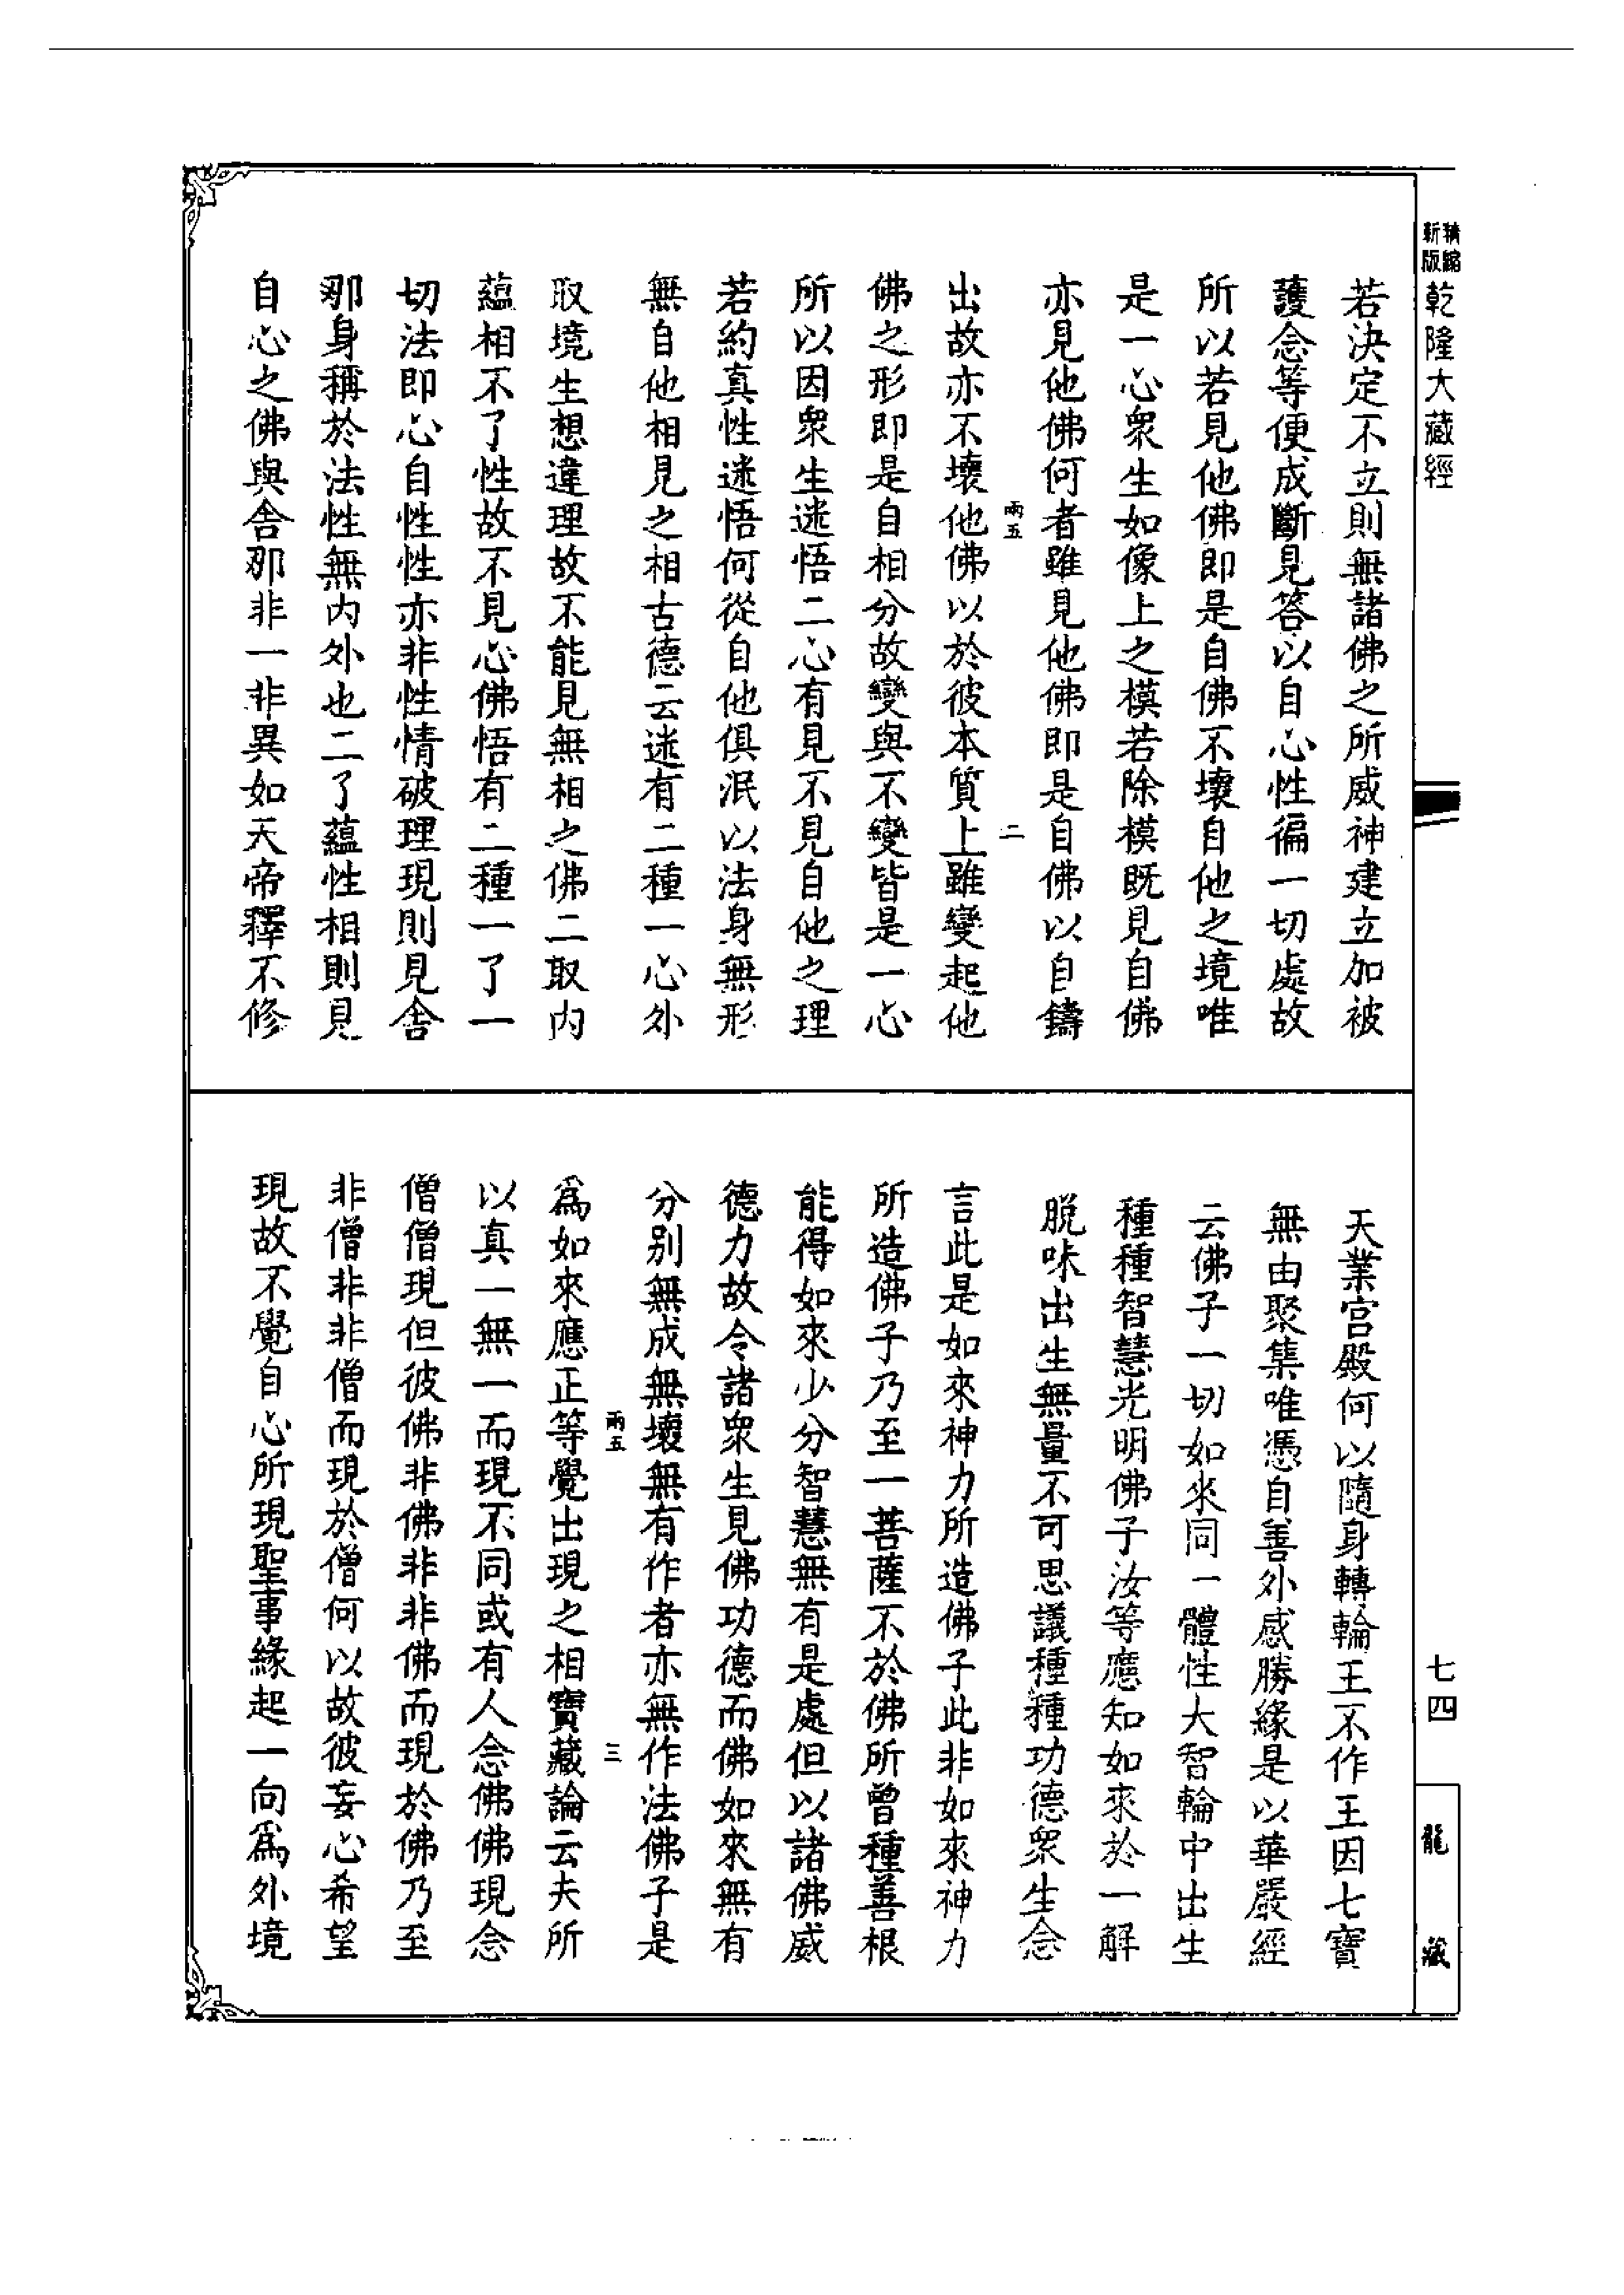 精縮新版乾隆大藏經
若決定不立則無諸佛之所威神建立加被
護念等便成斷見答以自心性徧一切處故
所以若見他佛即是自佛不壞自他之境唯
是一心衆生如像上之模若除模既見自佛
亦見他佛何者雖見他佛即是自佛以自鑄
兩五
二
出故亦不壞他佛以於彼本質上雖變起他
佛之形即是自相分故變與不變皆是一心
所以因衆生迷悟二心有見不見自他之理
若約真性迷悟何從自他俱泯以法身無形
無自他相見之相古德云迷有二種一心外
取境生想違理故不能見無相之佛二取内
蘊相不了性故不見心佛悟有二種一了一
切法即心自性性亦非性情破理現則見舍
那身稱於法性無内外也二了蘊性相則見
自心之佛與舍那非一非異如天帝釋不修
七四
龍藏
天業宮殿何以隨身轉輪王不作王因七寶
無由聚集唯憑自善外感勝緣是以華嚴經
云佛子一切如來同一體性大智輪中出生
種種智慧光明佛子汝等應知如來於一解
脫味出生無量不可思議種種功德衆生念
言此是如來神力所造佛子此非如來神力
所造佛子乃至一菩薩不於佛所曾種善根
能得如來少分智慧無有是處但以諸佛威
德力故令諸衆生見佛功德而佛如來無有
分別無成無壞無有作者亦無作法佛子是
兩五
三
爲如來應正等覺出現之相寶藏論云夫所
以真一無一而現不同或有人念佛佛現念
僧僧現但彼佛非佛非非佛而現於佛乃至
非僧非非僧而現於僧何以故彼妄心希望
現故不覺自心所現聖事緣起一向爲外境